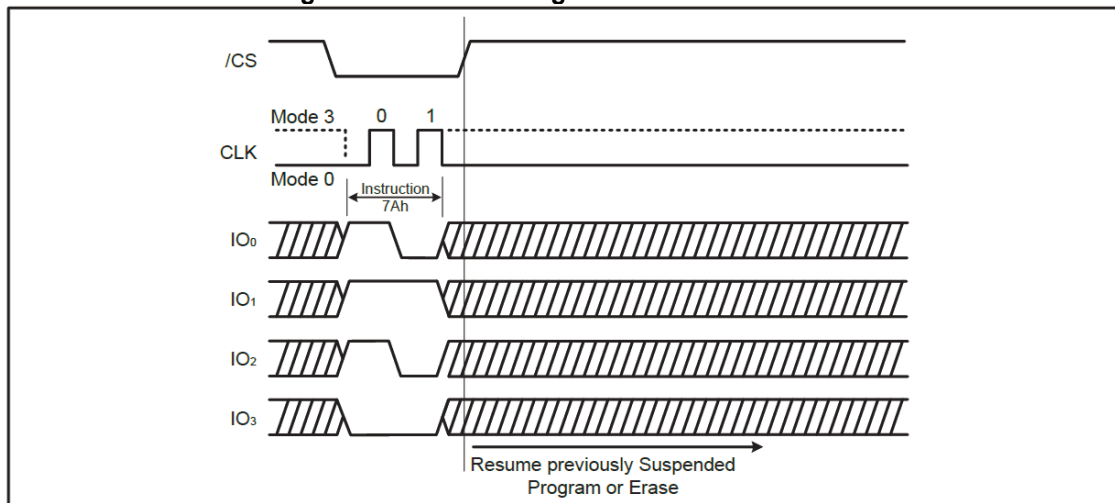 /CS
Mode 3 0 1
CLK
Mode 0
Instruction
7Ah
IO₀
IO₁
IO₂
IO₃
Resume previously Suspended
Program or Erase